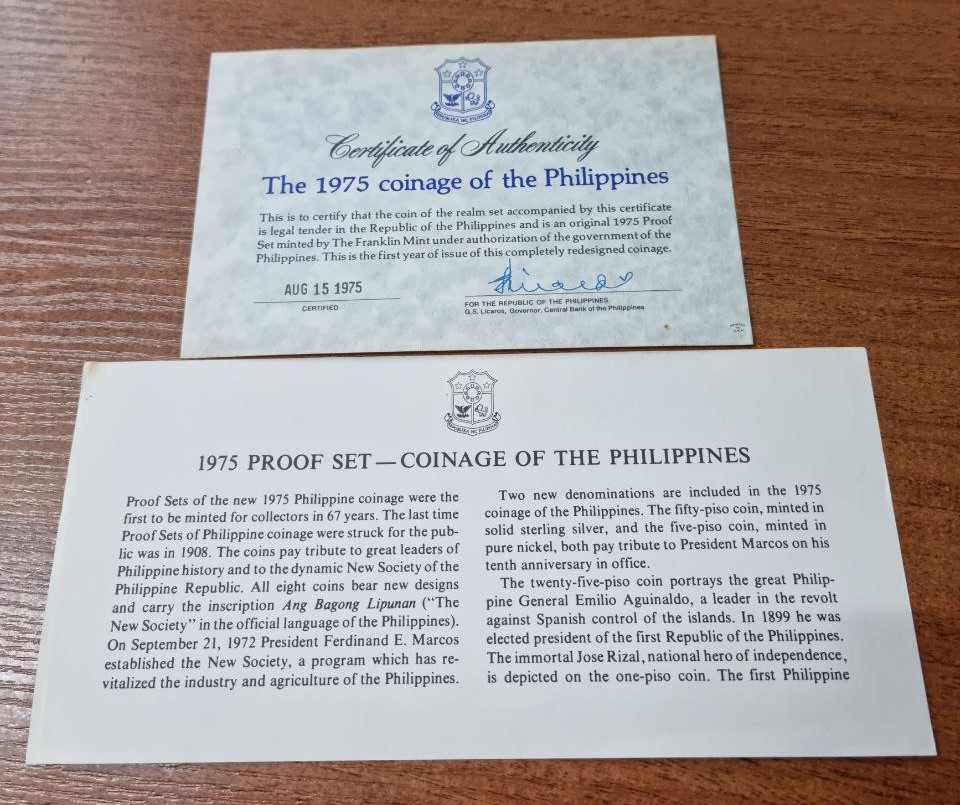 REPUBLIKA NG PILIPINAS
Certificate of Authenticity
The 1975 coinage of the Philippines
This is to certify that the coin of the realm set accompanied by this certificate
is legal tender in the Republic of the Philippines and is an original 1975 Proof
Set minted by The Franklin Mint under authorization of the government of the
Philippines. This is the first year of issue of this completely redesigned coinage.
AUG 15 1975
CERTIFIED
FOR THE REPUBLIC OF THE PHILIPPINES
G.S. Licaros, Governor, Central Bank of the Philippines
REPUBLIKA NG PILIPINAS
1975 PROOF SET — COINAGE OF THE PHILIPPINES
Proof Sets of the new 1975 Philippine coinage were the
first to be minted for collectors in 67 years. The last time
Proof Sets of Philippine coinage were struck for the pub-
lic was in 1908. The coins pay tribute to great leaders of
Philippine history and to the dynamic New Society of the
Philippine Republic. All eight coins bear new designs
and carry the inscription Ang Bagong Lipunan (“The
New Society” in the official language of the Philippines).
On September 21, 1972 President Ferdinand E. Marcos
established the New Society, a program which has re-
vitalized the industry and agriculture of the Philippines.
Two new denominations are included in the 1975
coinage of the Philippines. The fifty-piso coin, minted in
solid sterling silver, and the five-piso coin, minted in
pure nickel, both pay tribute to President Marcos on his
tenth anniversary in office.
The twenty-five-piso coin portrays the great Philip-
pine General Emilio Aguinaldo, a leader in the revolt
against Spanish control of the islands. In 1899 he was
elected president of the first Republic of the Philippines.
The immortal Jose Rizal, national hero of independence,
is depicted on the one-piso coin. The first Philippine